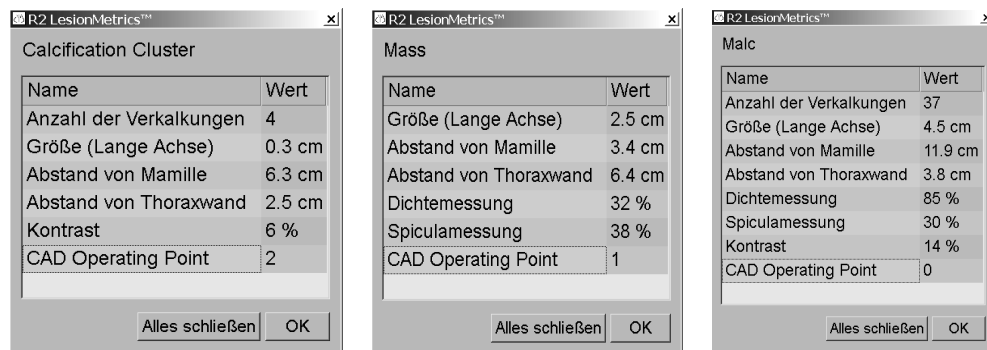 R2 LesionMetrics™
Calcification Cluster
Name Wert
Anzahl der Verkalkungen 4
Größe (Lange Achse) 0.3 cm
Abstand von Mamille 6.3 cm
Abstand von Thoraxwand 2.5 cm
Kontrast 6 %
CAD Operating Point 2
Alles schließen OK
R2 LesionMetrics™
Mass
Name Wert
Größe (Lange Achse) 2.5 cm
Abstand von Mamille 3.4 cm
Abstand von Thoraxwand 6.4 cm
Dichtemessung 32 %
Spiculamessung 38 %
CAD Operating Point 1
Alles schließen OK
R2 LesionMetrics™
Malc
Name Wert
Anzahl der Verkalkungen 37
Größe (Lange Achse) 4.5 cm
Abstand von Mamille 11.9 cm
Abstand von Thoraxwand 3.8 cm
Dichtemessung 85 %
Spiculamessung 30 %
Kontrast 14 %
CAD Operating Point 0
Alles schließen OK